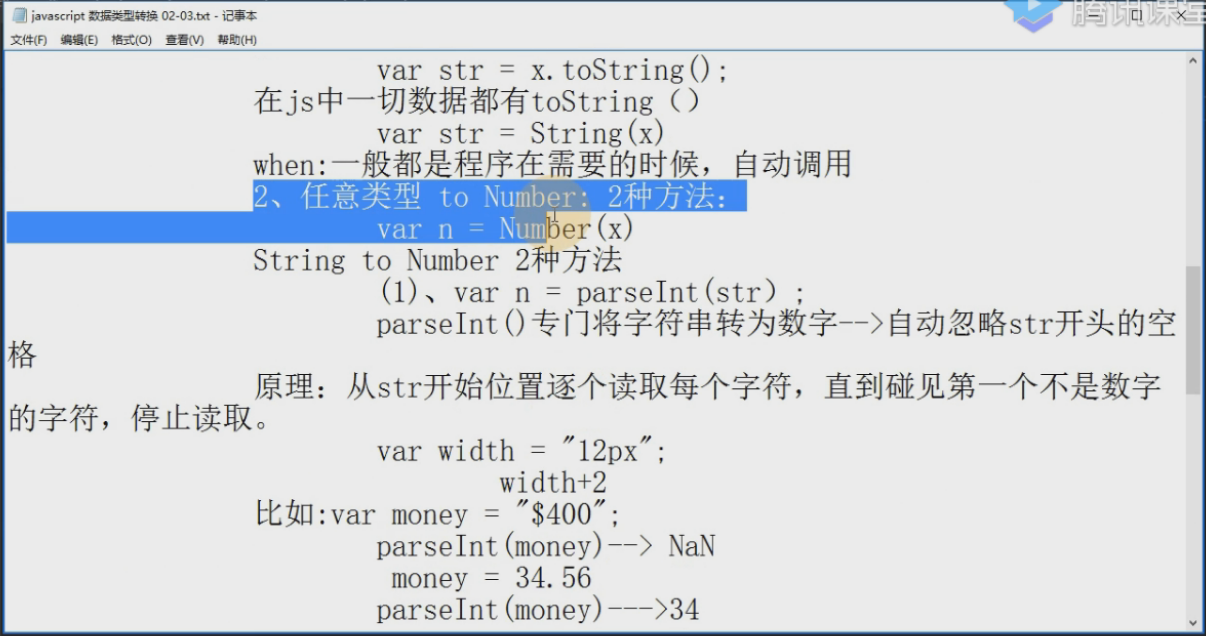 javascript 数据类型转换 02-03.txt - 记事本
腾讯课堂
文件(F) 编辑(E) 格式(O) 查看(V) 帮助(H)
var str = x.toString();
在js中一切数据都有toString（）
var str = String(x)
when:一般都是程序在需要的时候，自动调用
2、任意类型 to Number: 2种方法：
var n = Number(x)
String to Number 2种方法
(1)、var n = parseInt(str）;
parseInt()专门将字符串转为数字-->自动忽略str开头的空
格
原理：从str开始位置逐个读取每个字符，直到碰见第一个不是数字
的字符，停止读取。
var width = "12px";
width+2
比如:var money = "$400";
parseInt(money)--> NaN
money = 34.56
parseInt(money)--->34